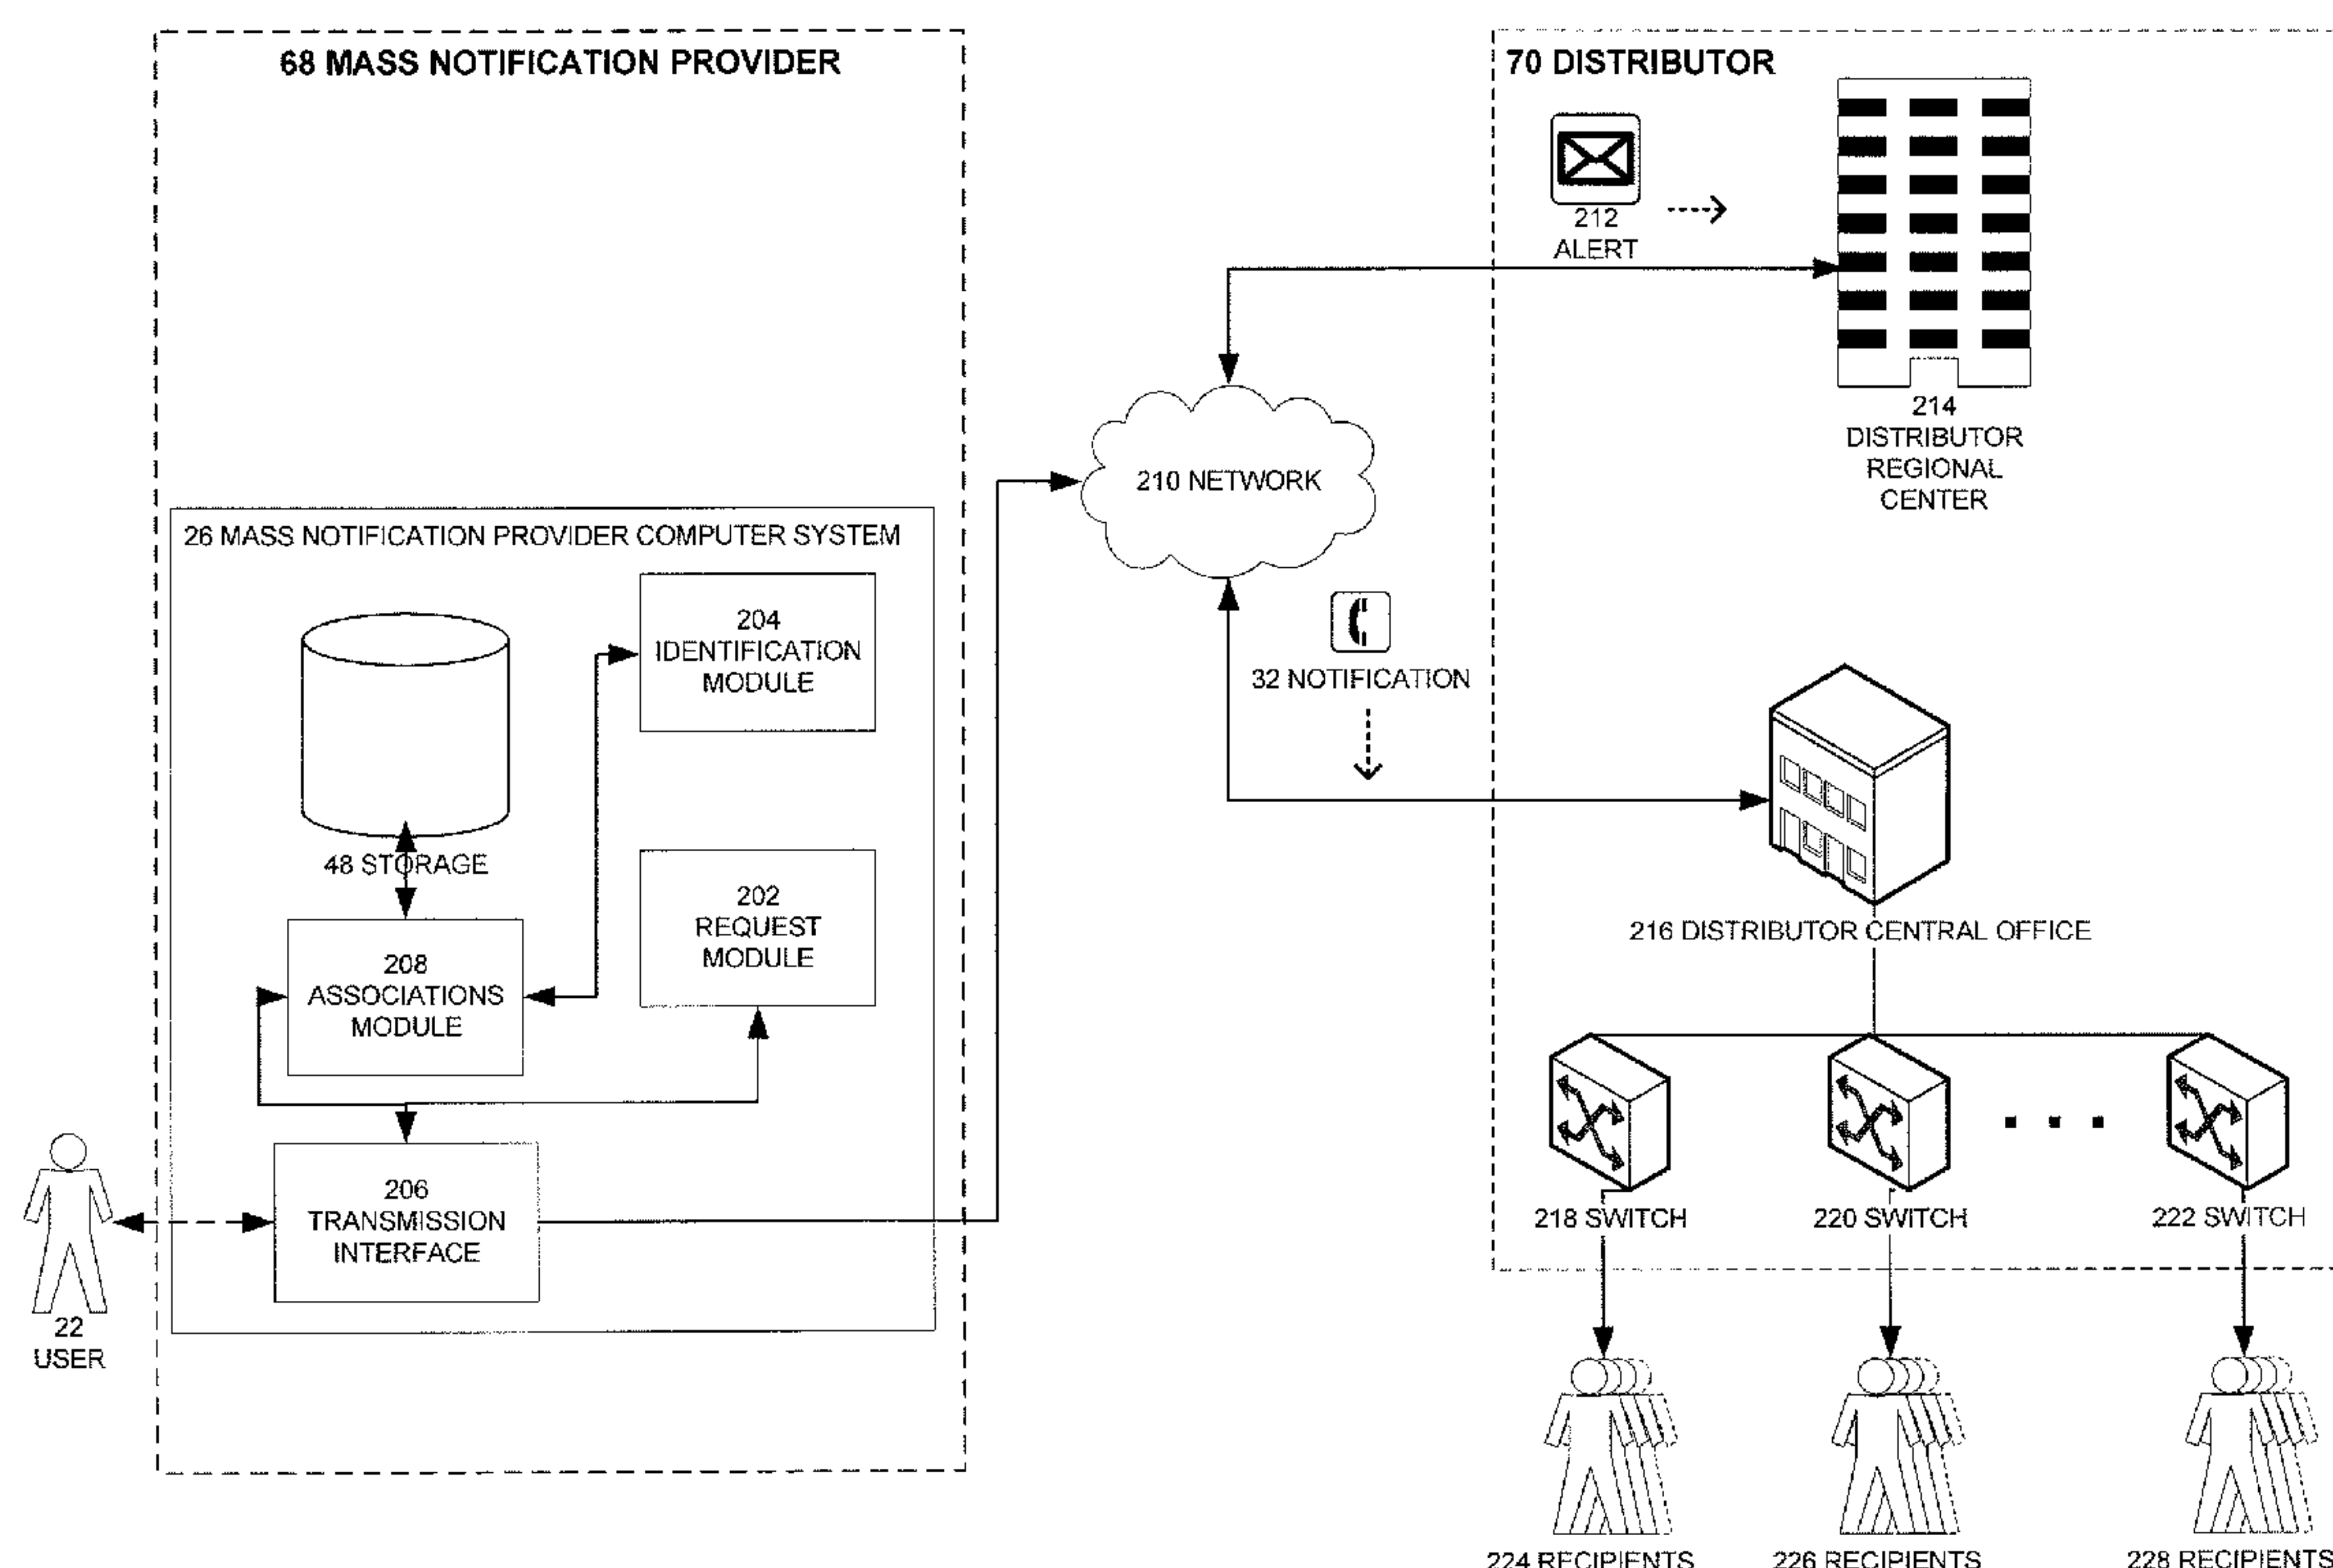 68 MASS NOTIFICATION PROVIDER
26 MASS NOTIFICATION PROVIDER COMPUTER SYSTEM
204
IDENTIFICATION
MODULE
48 STORAGE
202
REQUEST
MODULE
208
ASSOCIATIONS
MODULE
206
TRANSMISSION
INTERFACE
22
USER
210 NETWORK
32 NOTIFICATION
70 DISTRIBUTOR
212
ALERT
214
DISTRIBUTOR
REGIONAL
CENTER
216 DISTRIBUTOR CENTRAL OFFICE
218 SWITCH
220 SWITCH
222 SWITCH
224 RECIPIENTS
226 RECIPIENTS
228 RECIPIENTS